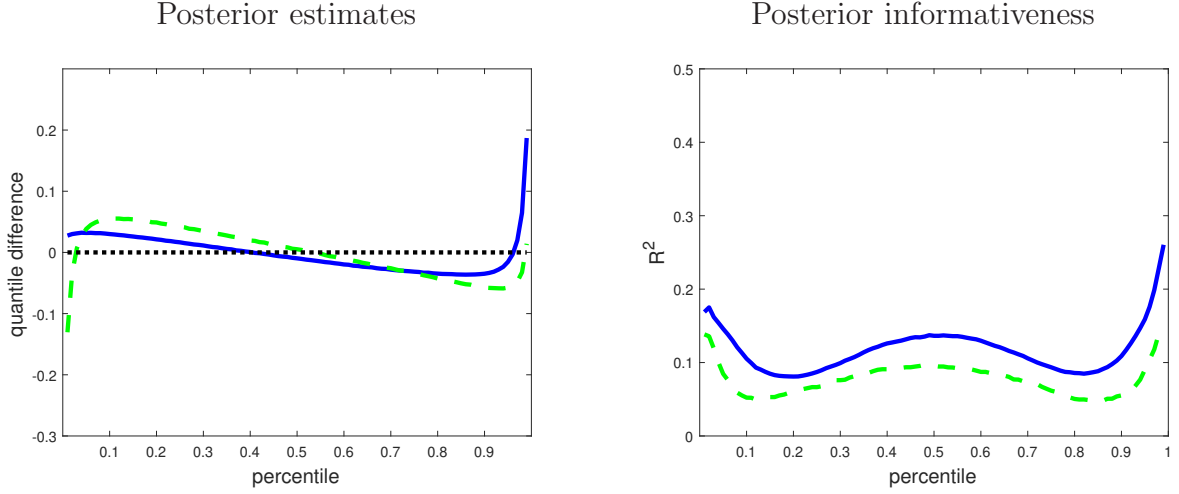 Posterior estimates
Posterior informativeness
0.2
0.1
0
-0.1
-0.2
-0.3
quantile difference
0.1 0.2 0.3 0.4 0.5 0.6 0.7 0.8 0.9
percentile
0.5
0.4
0.3
0.2
0.1
0
R²
0.1 0.2 0.3 0.4 0.5 0.6 0.7 0.8 0.9 1
percentile